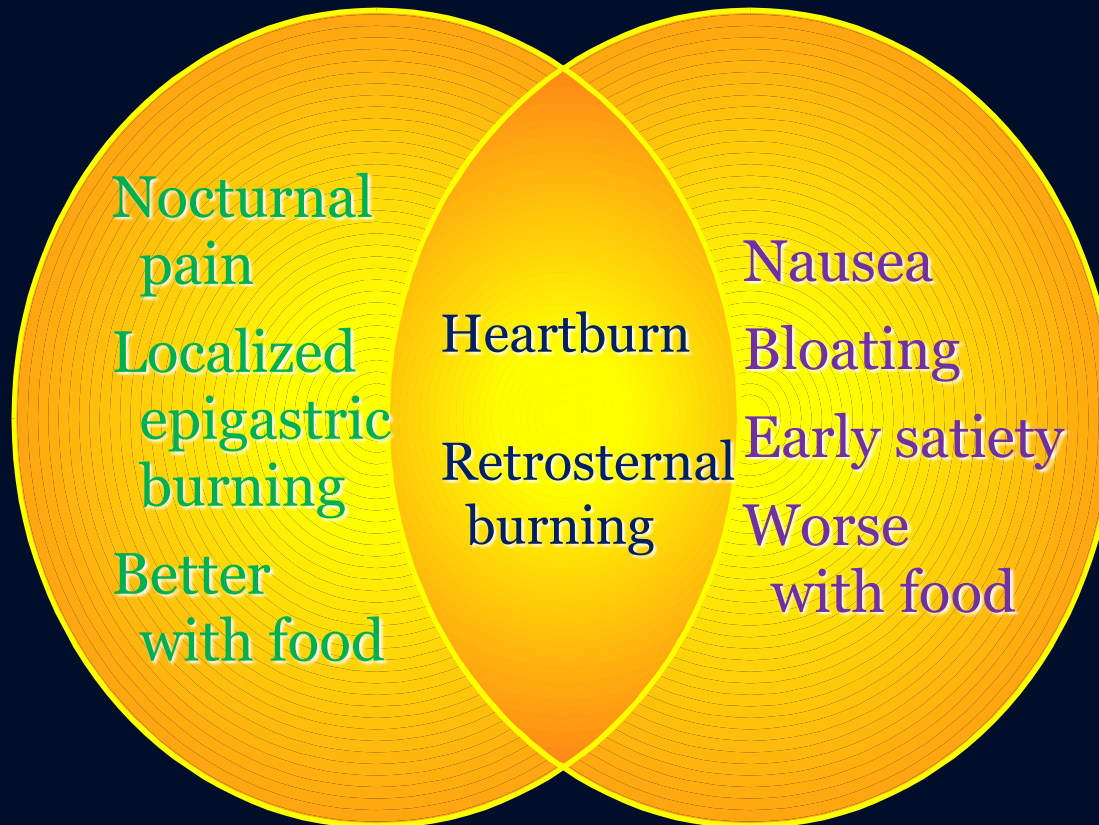 Nocturnal
pain
Localized
epigastric
burning
Better
with food
Heartburn
Retrosternal
burning
Nausea
Bloating
Early satiety
Worse
with food